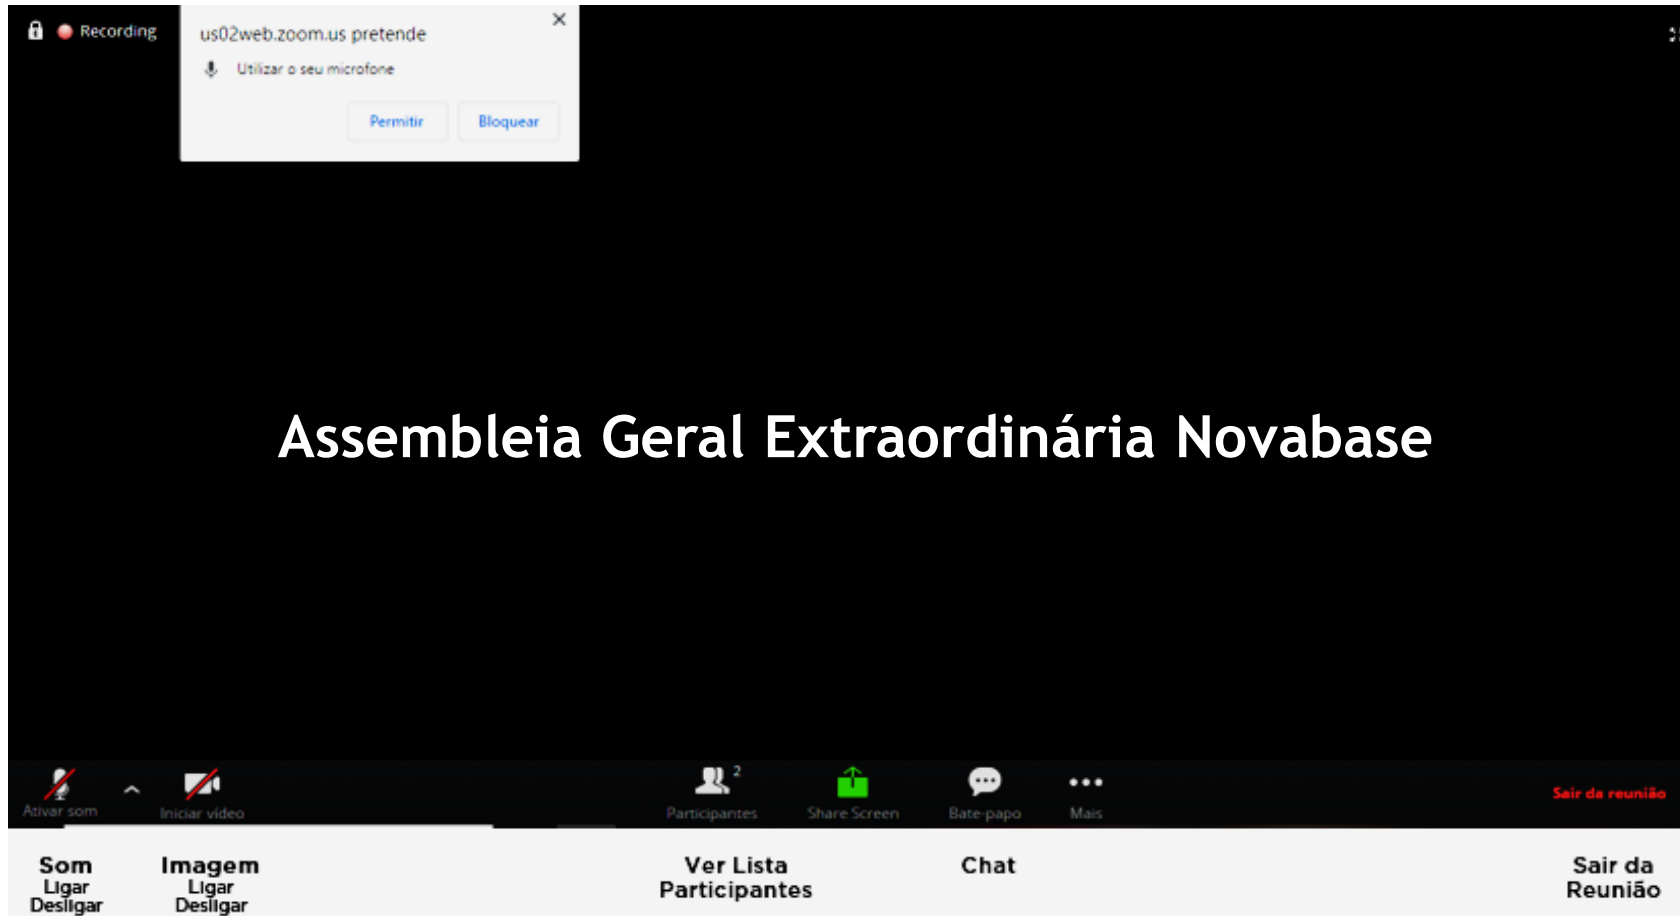 Recording
us02web.zoom.us pretende
Utilizar o seu microfone
Permitir Bloquear
Assembleia Geral Extraordinária Novabase
2
Ativar som Iniciar vídeo Participantes Share Screen Bate-papo Mais Sair da reunião
Som
Ligar
Desligar
Imagem
Ligar
Desligar
Ver Lista
Participantes
Chat
Sair da
Reunião